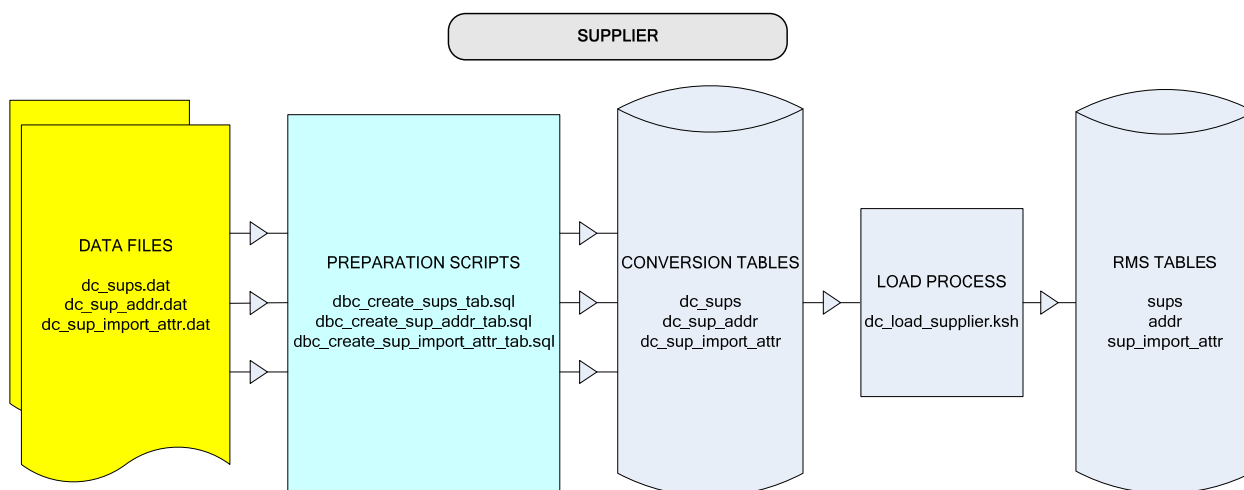 SUPPLIER
DATA FILES
dc_sups.dat
dc_sup_addr.dat
dc_sup_import_attr.dat
PREPARATION SCRIPTS
dbc_create_sups_tab.sql
dbc_create_sup_addr_tab.sql
dbc_create_sup_import_attr_tab.sql
CONVERSION TABLES
dc_sups
dc_sup_addr
dc_sup_import_attr
LOAD PROCESS
dc_load_supplier.ksh
RMS TABLES
sups
addr
sup_import_attr